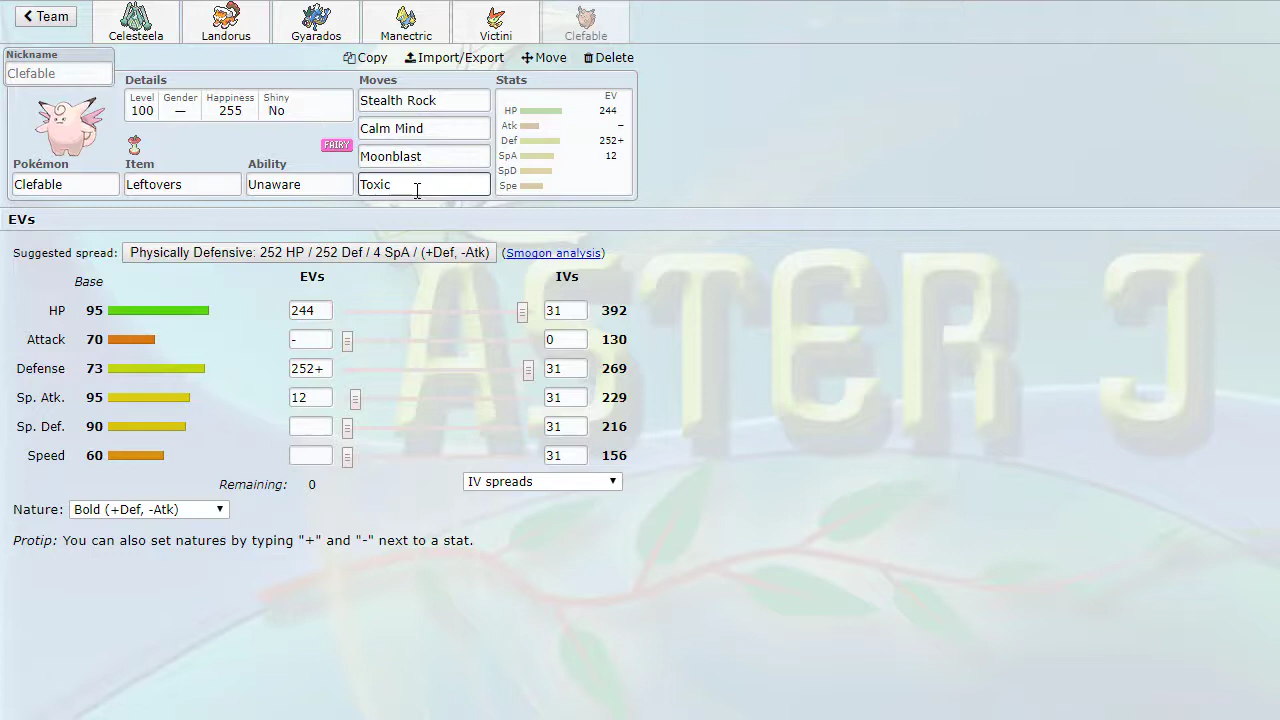 Team
Celesteela
Landorus
Gyarados
Manectric
Victini
Clefable
Nickname
Clefable
Copy
Import/Export
Move
Delete
Details
Level
100
Gender
—
Happiness
255
Shiny
No
FAIRY
Pokémon
Clefable
Item
Leftovers
Ability
Unaware
Moves
Stealth Rock
Calm Mind
Moonblast
Toxic
Stats
EV
HP 244
Atk –
Def 252+
SpA 12
SpD
Spe
EVs
Suggested spread: Physically Defensive: 252 HP / 252 Def / 4 SpA / (+Def, -Atk) (Smogon analysis)
Base EVs IVs
HP 95 244 31 392
Attack 70 - 0 130
Defense 73 252+ 31 269
Sp. Atk. 95 12 31 229
Sp. Def. 90 31 216
Speed 60 31 156
Remaining: 0 IV spreads
Nature: Bold (+Def, -Atk)
Protip: You can also set natures by typing "+" and "-" next to a stat.
ASTER J